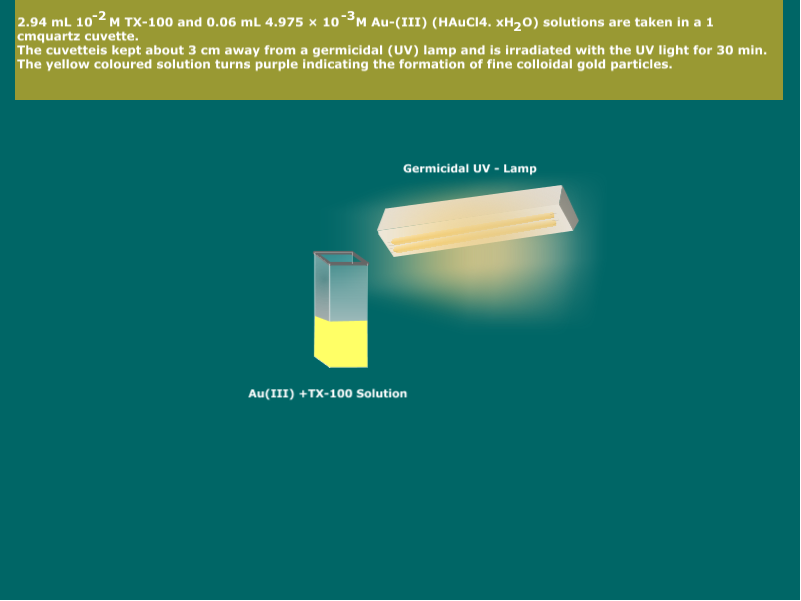 2.94 mL 10⁻² M TX-100 and 0.06 mL 4.975 × 10⁻³M Au-(III) (HAuCl4. xH₂O) solutions are taken in a 1
cmquartz cuvette.
The cuvetteis kept about 3 cm away from a germicidal (UV) lamp and is irradiated with the UV light for 30 min.
The yellow coloured solution turns purple indicating the formation of fine colloidal gold particles.
Germicidal UV - Lamp
Au(III) +TX-100 Solution